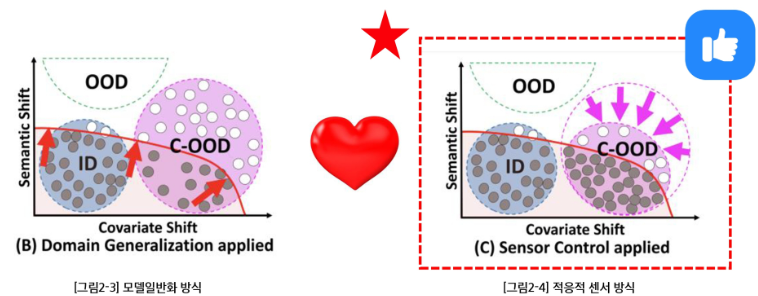 OOD
Semantic Shift
ID
C-OOD
Covariate Shift
(B) Domain Generalization applied
[그림2-3] 모델일반화 방식
OOD
Semantic Shift
ID
C-OOD
Covariate Shift
(C) Sensor Control applied
[그림2-4] 적응적 센서 방식